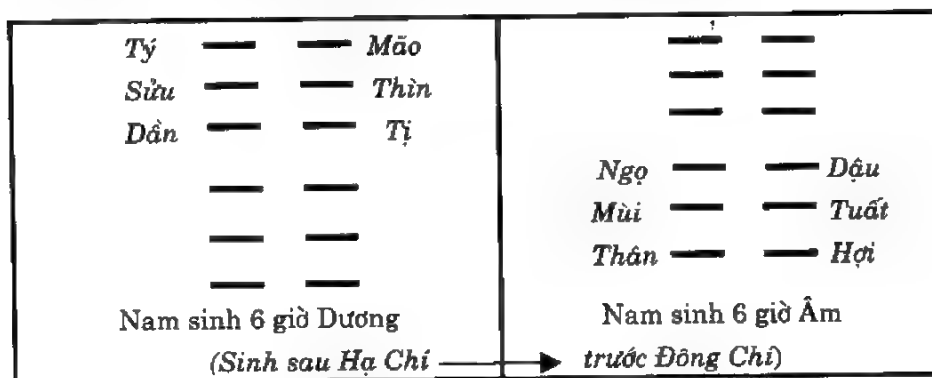 Tý Mão
Sửu Thìn
Dần Tị
Nam sinh 6 giờ Dương
(Sinh sau Hạ Chí
Ngọ Dậu
Mùi Tuất
Thân Hợi
Nam sinh 6 giờ Âm
trước Đông Chí)